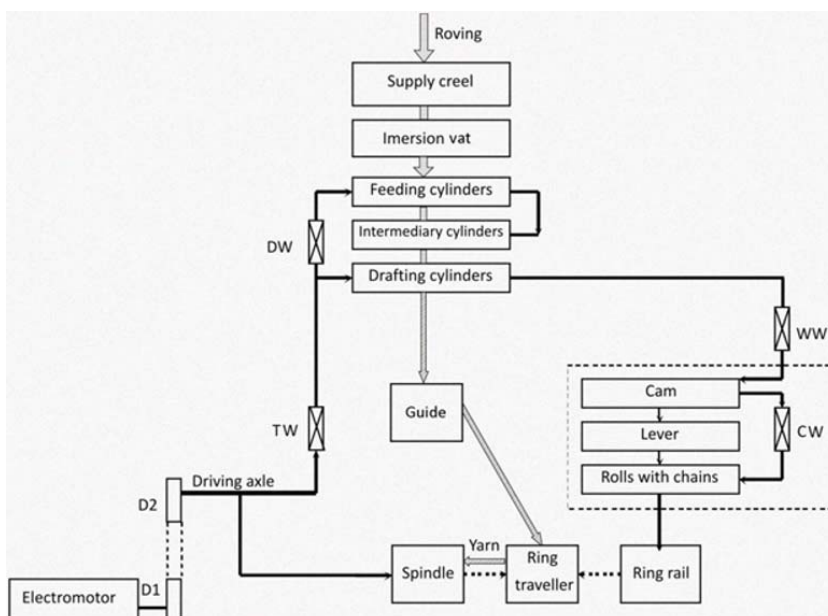 Roving
Supply creel
Imersion vat
Feeding cylinders
DW
Intermediary cylinders
Drafting cylinders
WW
Cam
Guide
TW
Lever
CW
Driving axle
Rolls with chains
D2
Yarn
Spindle
Ring
traveller
Ring rail
D1
Electromotor